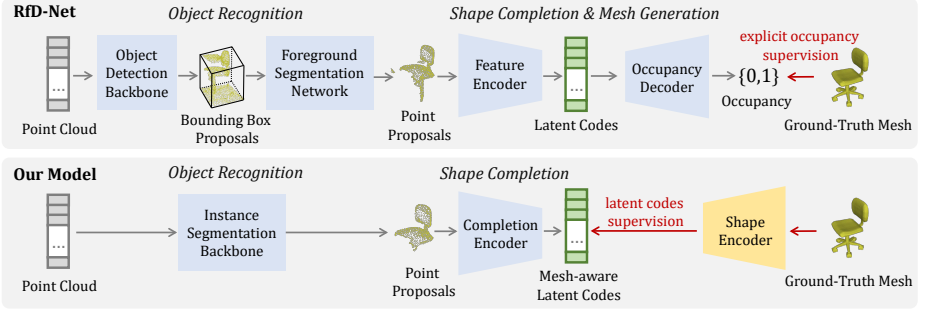 RfD-Net
Object Recognition
Shape Completion & Mesh Generation
Object
Detection
Backbone
Foreground
Segmentation
Network
Feature
Encoder
Occupancy
Decoder
explicit occupancy
supervision
{0,1}
...
Point Cloud
Bounding Box
Proposals
Point
Proposals
...
Latent Codes
Occupancy
Ground-Truth Mesh
Our Model
Object Recognition
Shape Completion
...
Point Cloud
Instance
Segmentation
Backbone
Point
Proposals
Completion
Encoder
...
Mesh-aware
Latent Codes
latent codes
supervision
Shape
Encoder
Ground-Truth Mesh